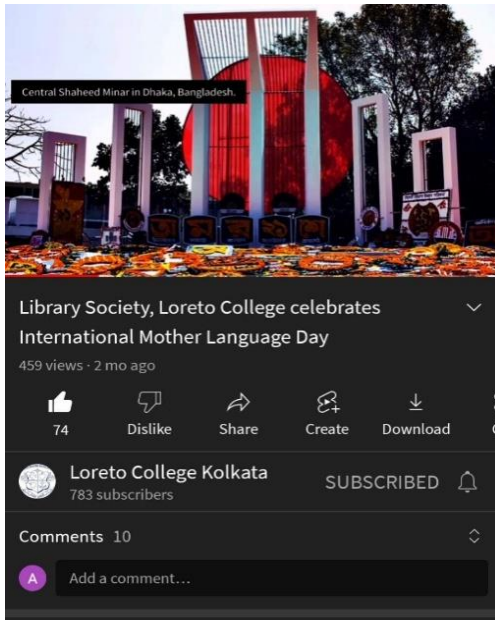 Central Shaheed Minar in Dhaka, Bangladesh.
Library Society, Loreto College celebrates
International Mother Language Day
459 views · 2 mo ago
74
Dislike
Share
Create
Download
Loreto College Kolkata
783 subscribers
SUBSCRIBED
Comments 10
A
Add a comment...